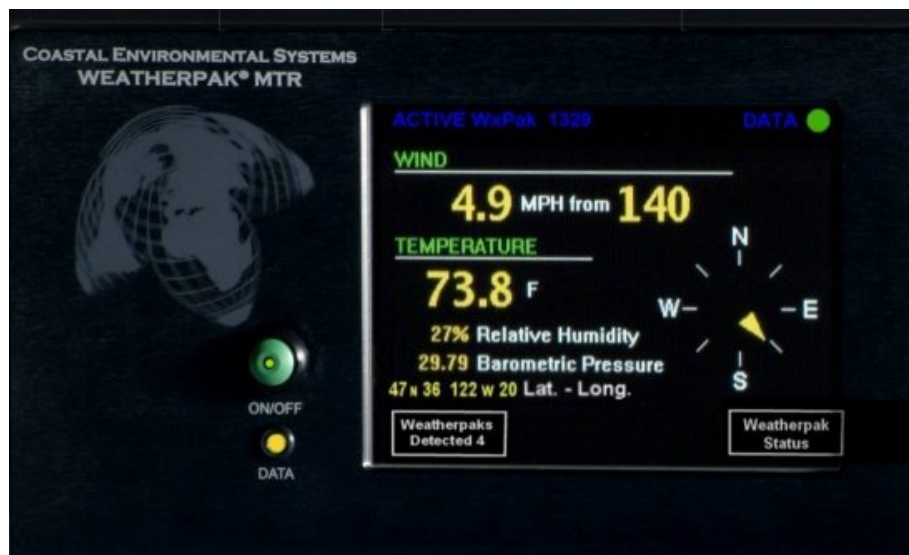 COASTAL ENVIRONMENTAL SYSTEMS
WEATHERPAK® MTR
ACTIVE WxPak 1329 DATA
WIND
4.9 MPH from 140
TEMPERATURE
73.8 F
27% Relative Humidity
29.79 Barometric Pressure
47 N 36 122 W 20 Lat. - Long.
N
W E
S
Weatherpaks
Detected 4
Weatherpak
Status
ON/OFF
DATA